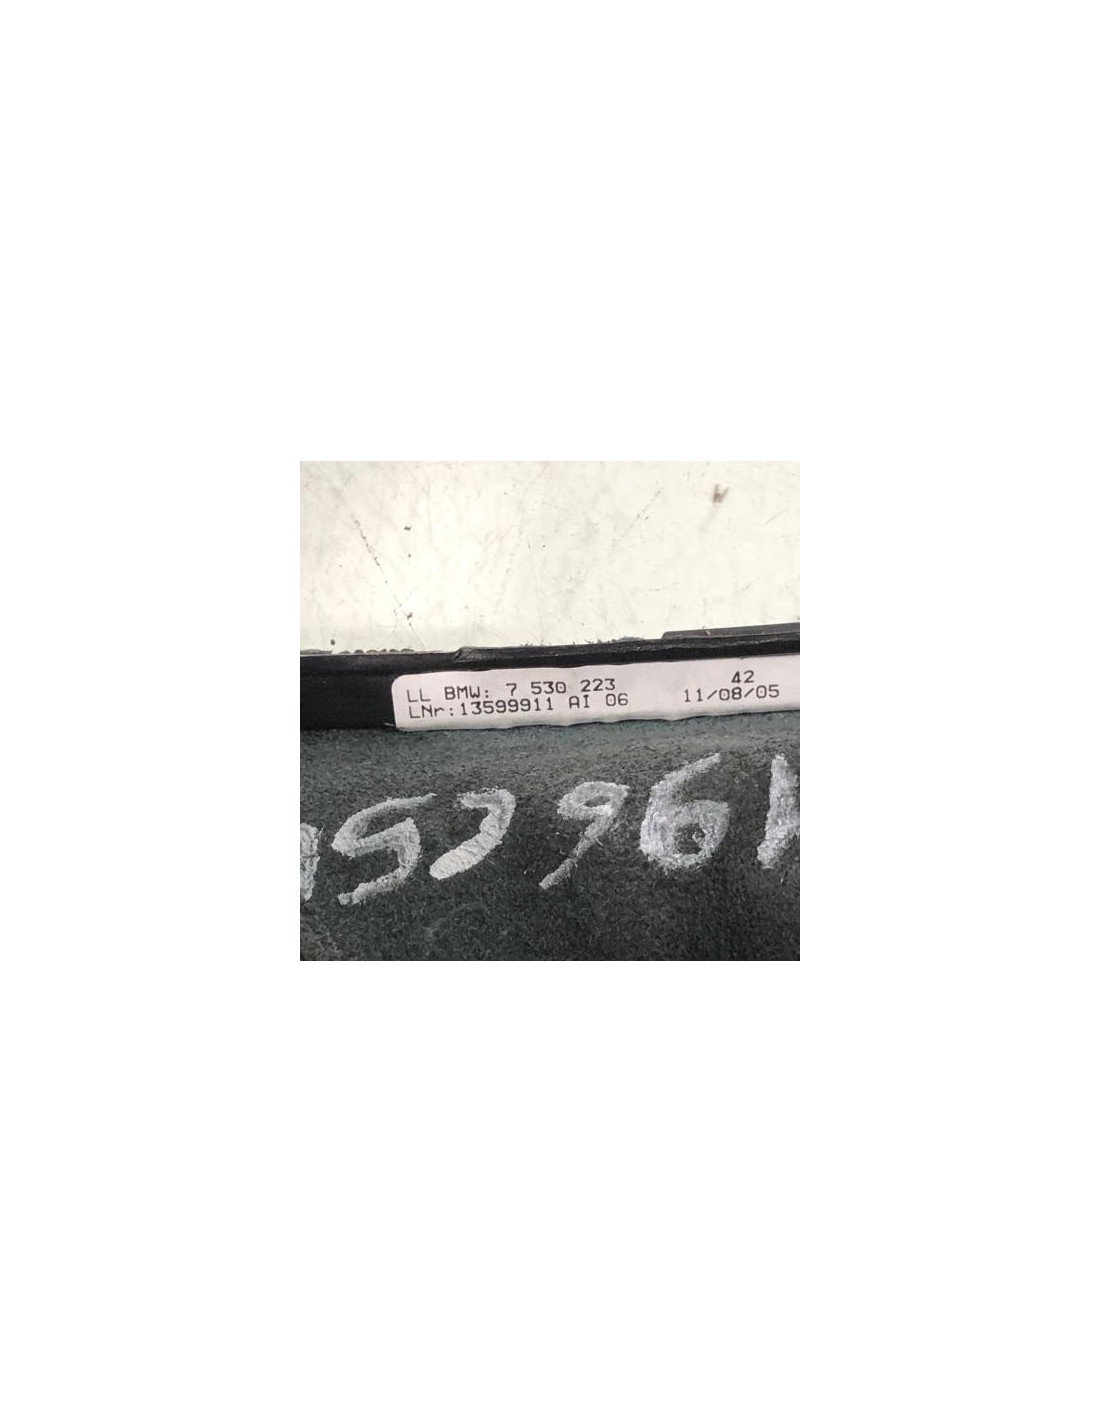 LL BMW: 7 530 223 42
LNr:13599911 AI 06 11/08/05